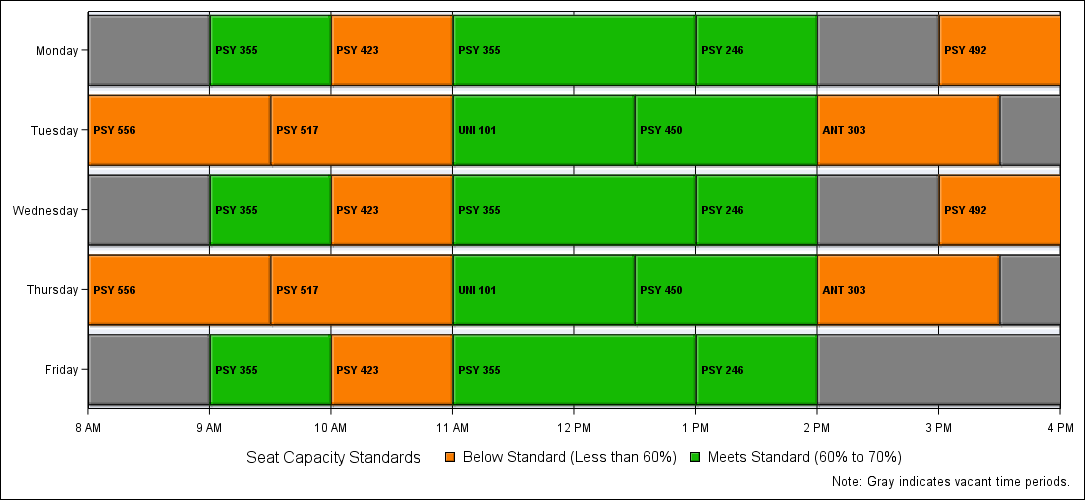 Monday
PSY 355 PSY 423 PSY 355 PSY 246 PSY 492
Tuesday
PSY 556 PSY 517 UNI 101 PSY 450 ANT 303
Wednesday
PSY 355 PSY 423 PSY 355 PSY 246 PSY 492
Thursday
PSY 556 PSY 517 UNI 101 PSY 450 ANT 303
Friday
PSY 355 PSY 423 PSY 355 PSY 246
8 AM 9 AM 10 AM 11 AM 12 PM 1 PM 2 PM 3 PM 4 PM
Seat Capacity Standards Below Standard (Less than 60%) Meets Standard (60% to 70%)
Note: Gray indicates vacant time periods.